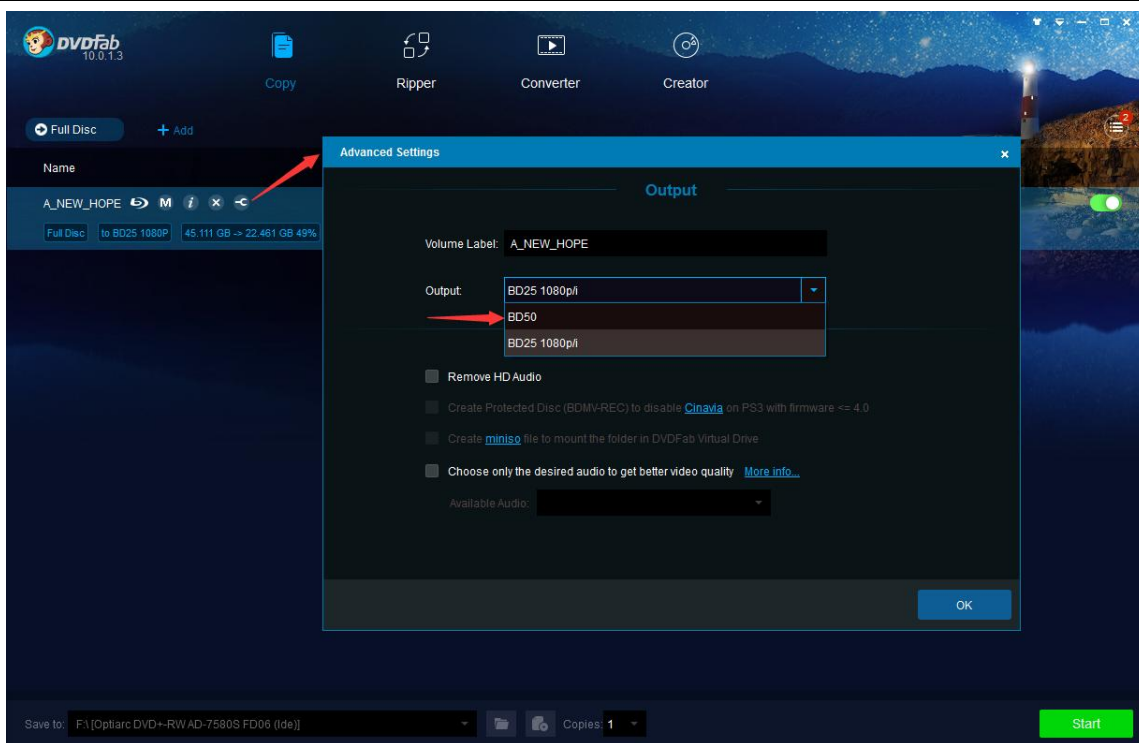 DVDFab
10.0.1.3
Copy
Ripper
Converter
Creator
Full Disc
+ Add
2
Name
A_NEW_HOPE M i
Full Disc to BD25 1080P 45.111 GB -> 22.461 GB 49%
Advanced Settings
Output
Volume Label: A_NEW_HOPE
Output: BD25 1080p/i
BD50
BD25 1080p/i
Remove HD Audio
Create Protected Disc (BDMV-REC) to disable Cinavia on PS3 with firmware <= 4.0
Create miniso file to mount the folder in DVDFab Virtual Drive
Choose only the desired audio to get better video quality More info...
Available Audio:
OK
Save to: F:\ [Optiarc DVD+-RW AD-7580S FD06 (Ide)]
Copies: 1
Start